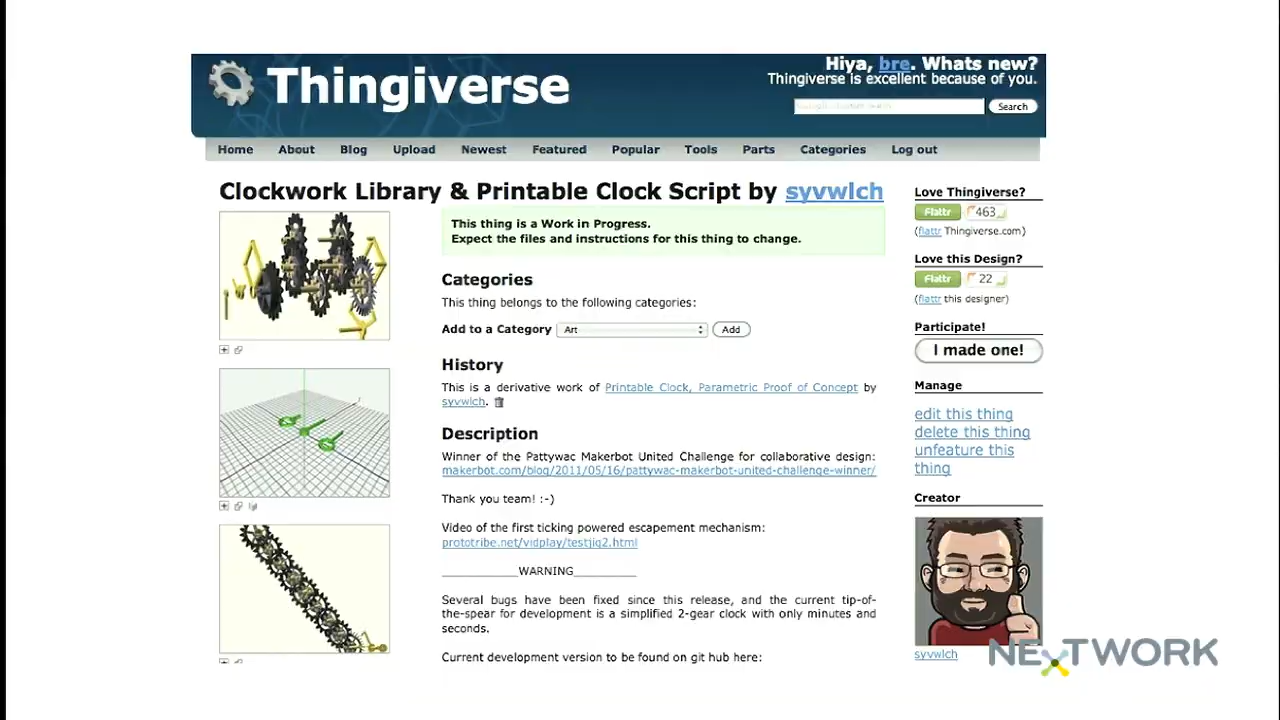 Thingiverse
Hiya, bre. Whats new?
Thingiverse is excellent because of you.
Search
Home About Blog Upload Newest Featured Popular Tools Parts Categories Log out
Clockwork Library & Printable Clock Script by syvwlch
This thing is a Work in Progress.
Expect the files and instructions for this thing to change.
Categories
This thing belongs to the following categories:
Add to a Category Art Add
History
This is a derivative work of Printable Clock, Parametric Proof of Concept by
syvwlch.
Description
Winner of the Pattywac Makerbot United Challenge for collaborative design:
makerbot.com/blog/2011/05/16/pattywac-makerbot-united-challenge-winner/
Thank you team! :-)
Video of the first ticking powered escapement mechanism:
prototribe.net/vidplay/testjig2.html
___________WARNING_________
Several bugs have been fixed since this release, and the current tip-of-
the-spear for development is a simplified 2-gear clock with only minutes and
seconds.
Current development version to be found on git hub here:
Love Thingiverse?
Flattr 463
(flattr Thingiverse.com)
Love this Design?
Flattr 22
(flattr this designer)
Participate!
I made one!
Manage
edit this thing
delete this thing
unfeature this
thing
Creator
syvwlch
NEXTWORK